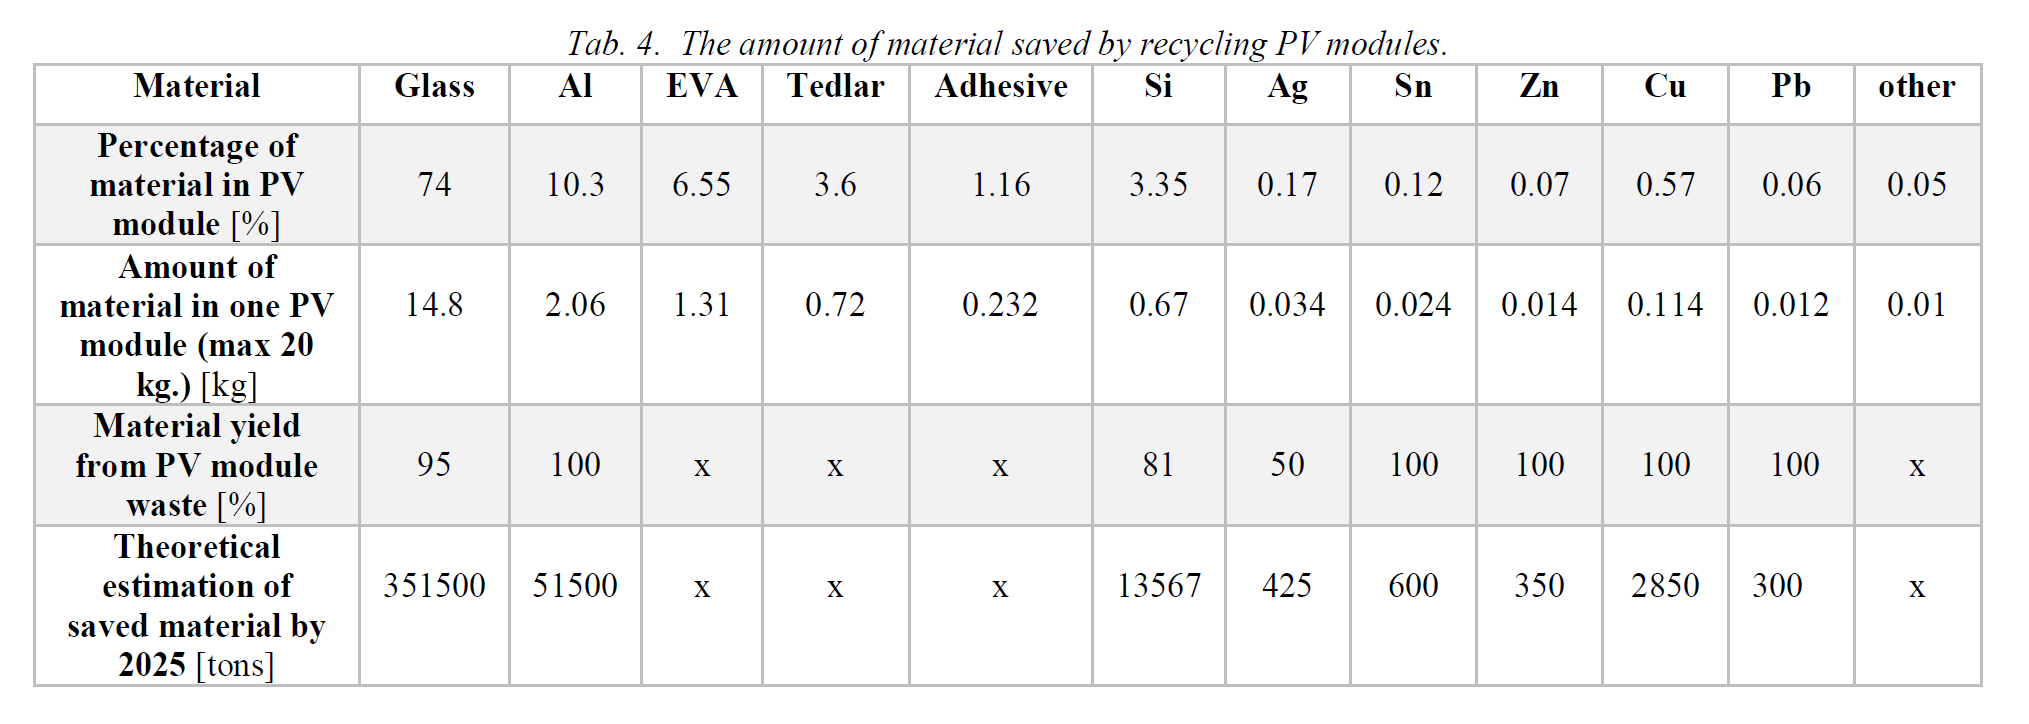 Tab. 4. The amount of material saved by recycling PV modules.
Material Glass Al EVA Tedlar Adhesive Si Ag Sn Zn Cu Pb other
Percentage of
material in PV 74 10.3 6.55 3.6 1.16 3.35 0.17 0.12 0.07 0.57 0.06 0.05
module [%]
Amount of
material in one PV 14.8 2.06 1.31 0.72 0.232 0.67 0.034 0.024 0.014 0.114 0.012 0.01
module (max 20
kg.) [kg]
Material yield
from PV module 95 100 x x x 81 50 100 100 100 100 x
waste [%]
Theoretical
estimation of 351500 51500 x x x 13567 425 600 350 2850 300 x
saved material by
2025 [tons]